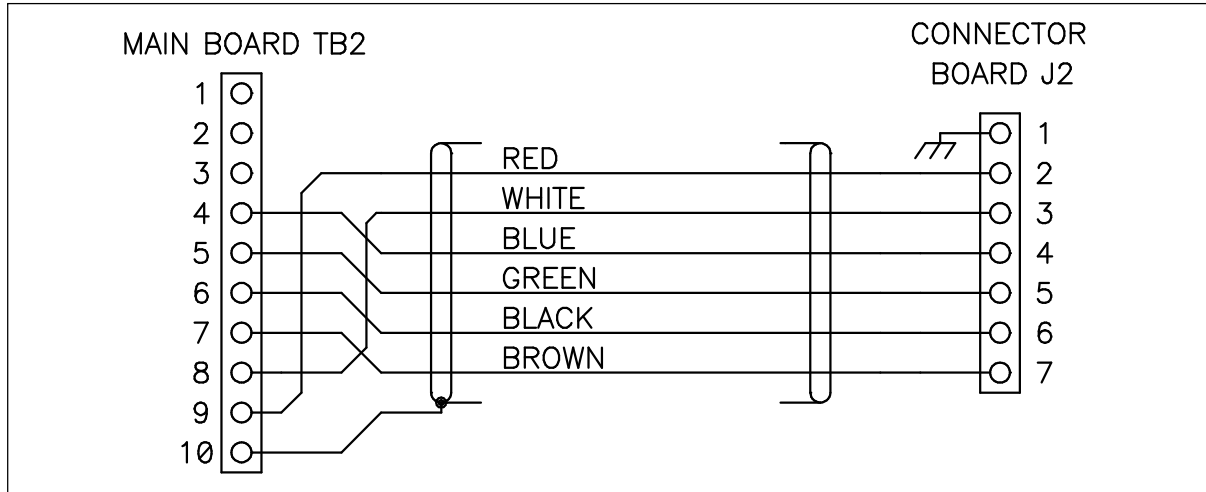 MAIN BOARD TB2
CONNECTOR
BOARD J2
1
2
3
4
5
6
7
8
9
10
RED
WHITE
BLUE
GREEN
BLACK
BROWN
1
2
3
4
5
6
7